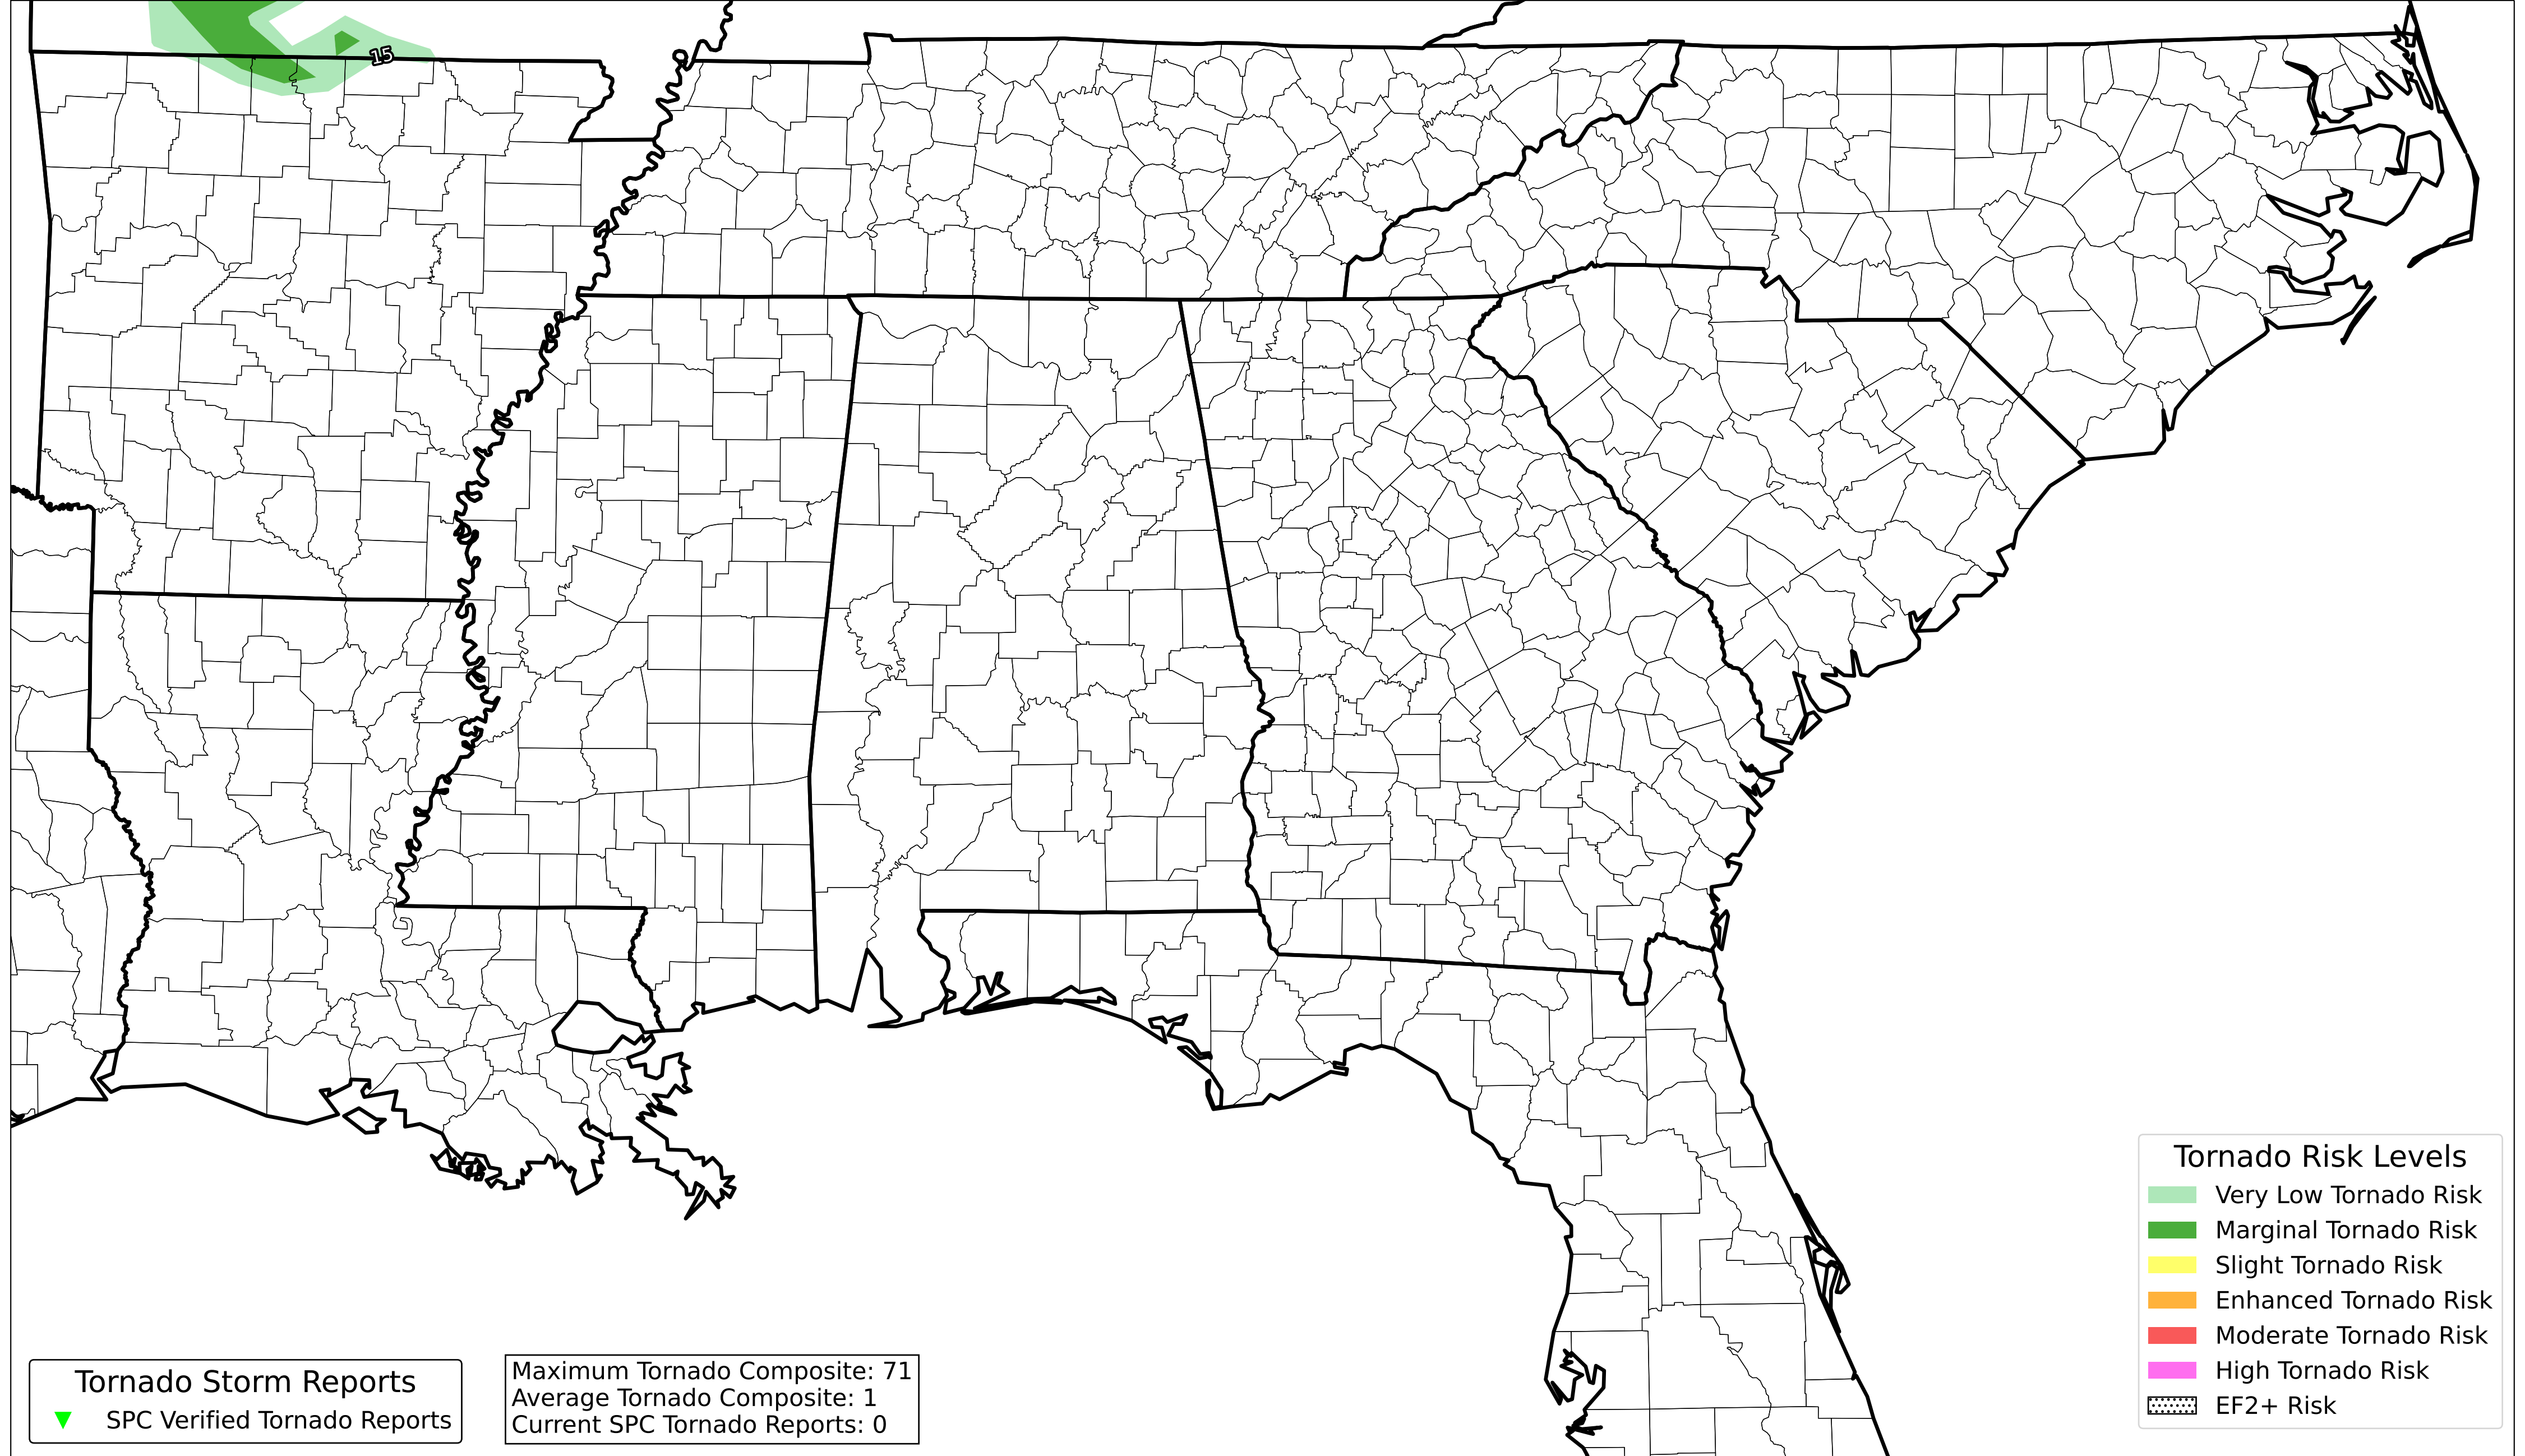 15
Tornado Risk Levels
Very Low Tornado Risk
Marginal Tornado Risk
Slight Tornado Risk
Enhanced Tornado Risk
Moderate Tornado Risk
High Tornado Risk
EF2+ Risk
Tornado Storm Reports
SPC Verified Tornado Reports
Maximum Tornado Composite: 71
Average Tornado Composite: 1
Current SPC Tornado Reports: 0